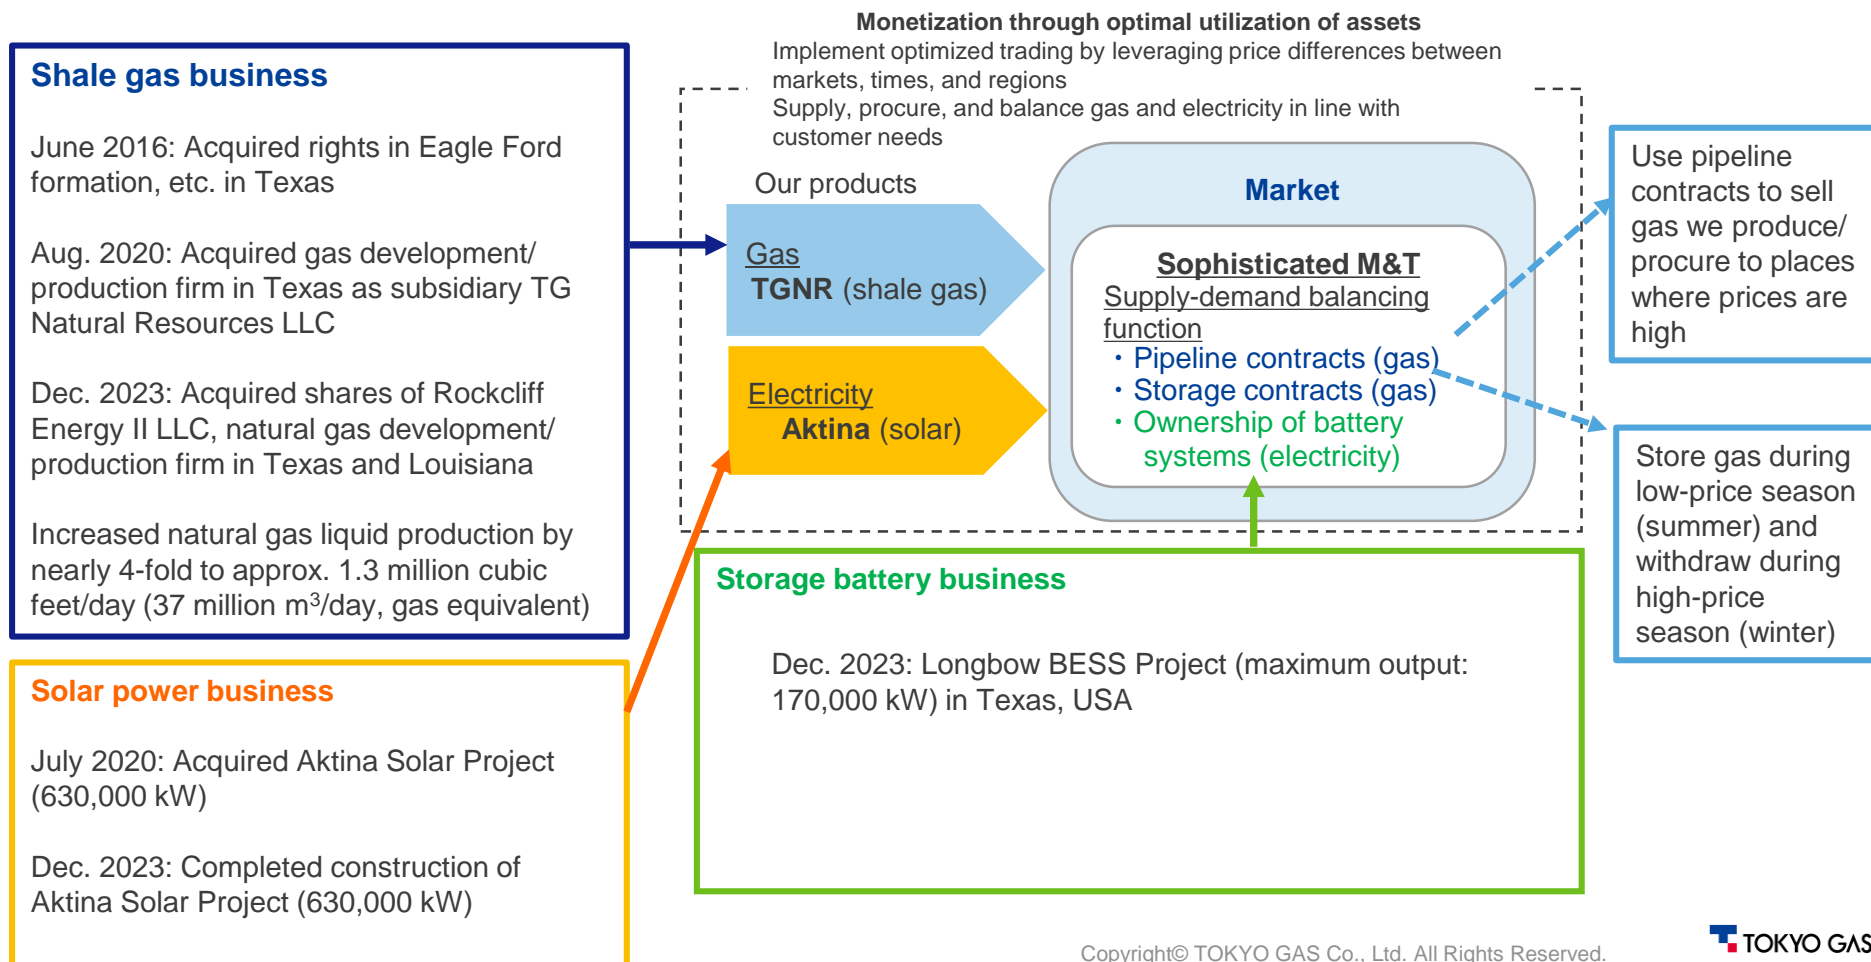 Monetization through optimal utilization of assets
Implement optimized trading by leveraging price differences between
markets, times, and regions
Supply, procure, and balance gas and electricity in line with
customer needs
Shale gas business
June 2016: Acquired rights in Eagle Ford
formation, etc. in Texas
Aug. 2020: Acquired gas development/
production firm in Texas as subsidiary TG
Natural Resources LLC
Dec. 2023: Acquired shares of Rockcliff
Energy II LLC, natural gas development/
production firm in Texas and Louisiana
Increased natural gas liquid production by
nearly 4-fold to approx. 1.3 million cubic
feet/day (37 million m³/day, gas equivalent)
Our products
Gas
TGNR (shale gas)
Electricity
Aktina (solar)
Market
Sophisticated M&T
Supply-demand balancing
function
・Pipeline contracts (gas)
・Storage contracts (gas)
・Ownership of battery
systems (electricity)
Use pipeline
contracts to sell
gas we produce/
procure to places
where prices are
high
Store gas during
low-price season
(summer) and
withdraw during
high-price
season (winter)
Solar power business
July 2020: Acquired Aktina Solar Project
(630,000 kW)
Dec. 2023: Completed construction of
Aktina Solar Project (630,000 kW)
Storage battery business
Dec. 2023: Longbow BESS Project (maximum output:
170,000 kW) in Texas, USA
Copyright© TOKYO GAS Co., Ltd. All Rights Reserved.
TOKYO GAS